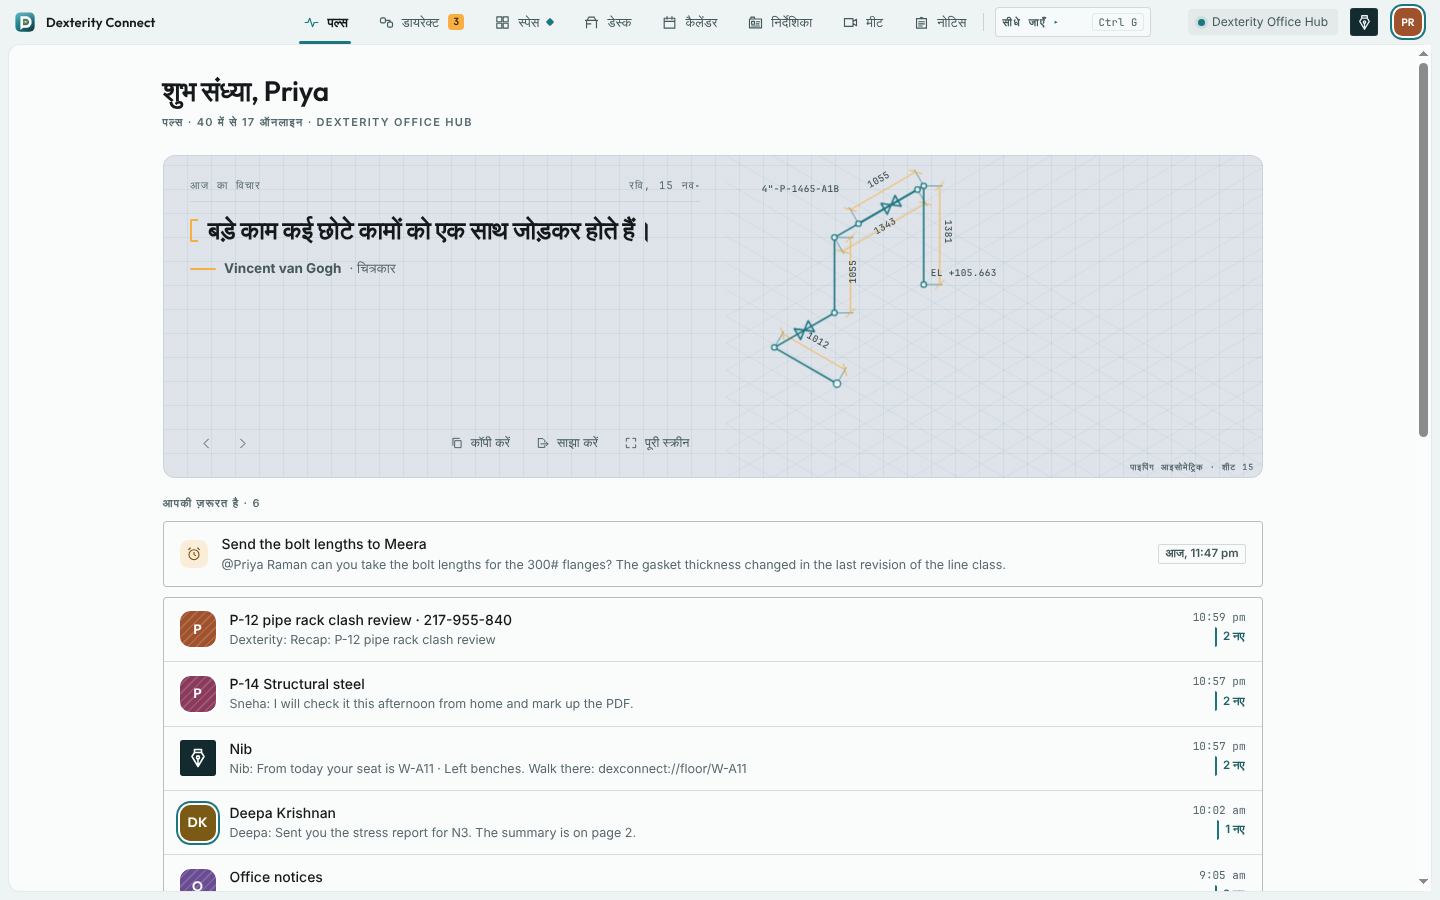 Dexterity Connect
पल्स
डायरेक्ट 3
स्पेस
डेस्क
कैलेंडर
निर्देशिका
मीट
नोटिस
सीधे जाएँ
Ctrl G
Dexterity Office Hub
PR
शुभ संध्या, Priya
पल्स · 40 में से 17 ऑनलाइन · DEXTERITY OFFICE HUB
आज का विचार
रवि, 15 नव॰
बड़े काम कई छोटे कामों को एक साथ जोड़कर होते हैं।
Vincent van Gogh · चित्रकार
कॉपी करें
साझा करें
पूरी स्क्रीन
4"-P-1465-A1B
1055
1343
1381
1055
EL +105.663
1012
पाइपिंग आइसोमेट्रिक · शीट 15
आपकी ज़रूरत है · 6
Send the bolt lengths to Meera
@Priya Raman can you take the bolt lengths for the 300# flanges? The gasket thickness changed in the last revision of the line class.
आज, 11:47 pm
P
P-12 pipe rack clash review · 217-955-840
Dexterity: Recap: P-12 pipe rack clash review
10:59 pm
2 नए
P
P-14 Structural steel
Sneha: I will check it this afternoon from home and mark up the PDF.
10:57 pm
2 नए
Nib
Nib: From today your seat is W-A11 · Left benches. Walk there: dexconnect://floor/W-A11
10:57 pm
2 नए
DK
Deepa Krishnan
Deepa: Sent you the stress report for N3. The summary is on page 2.
10:02 am
1 नए
Office notices
9:05 am